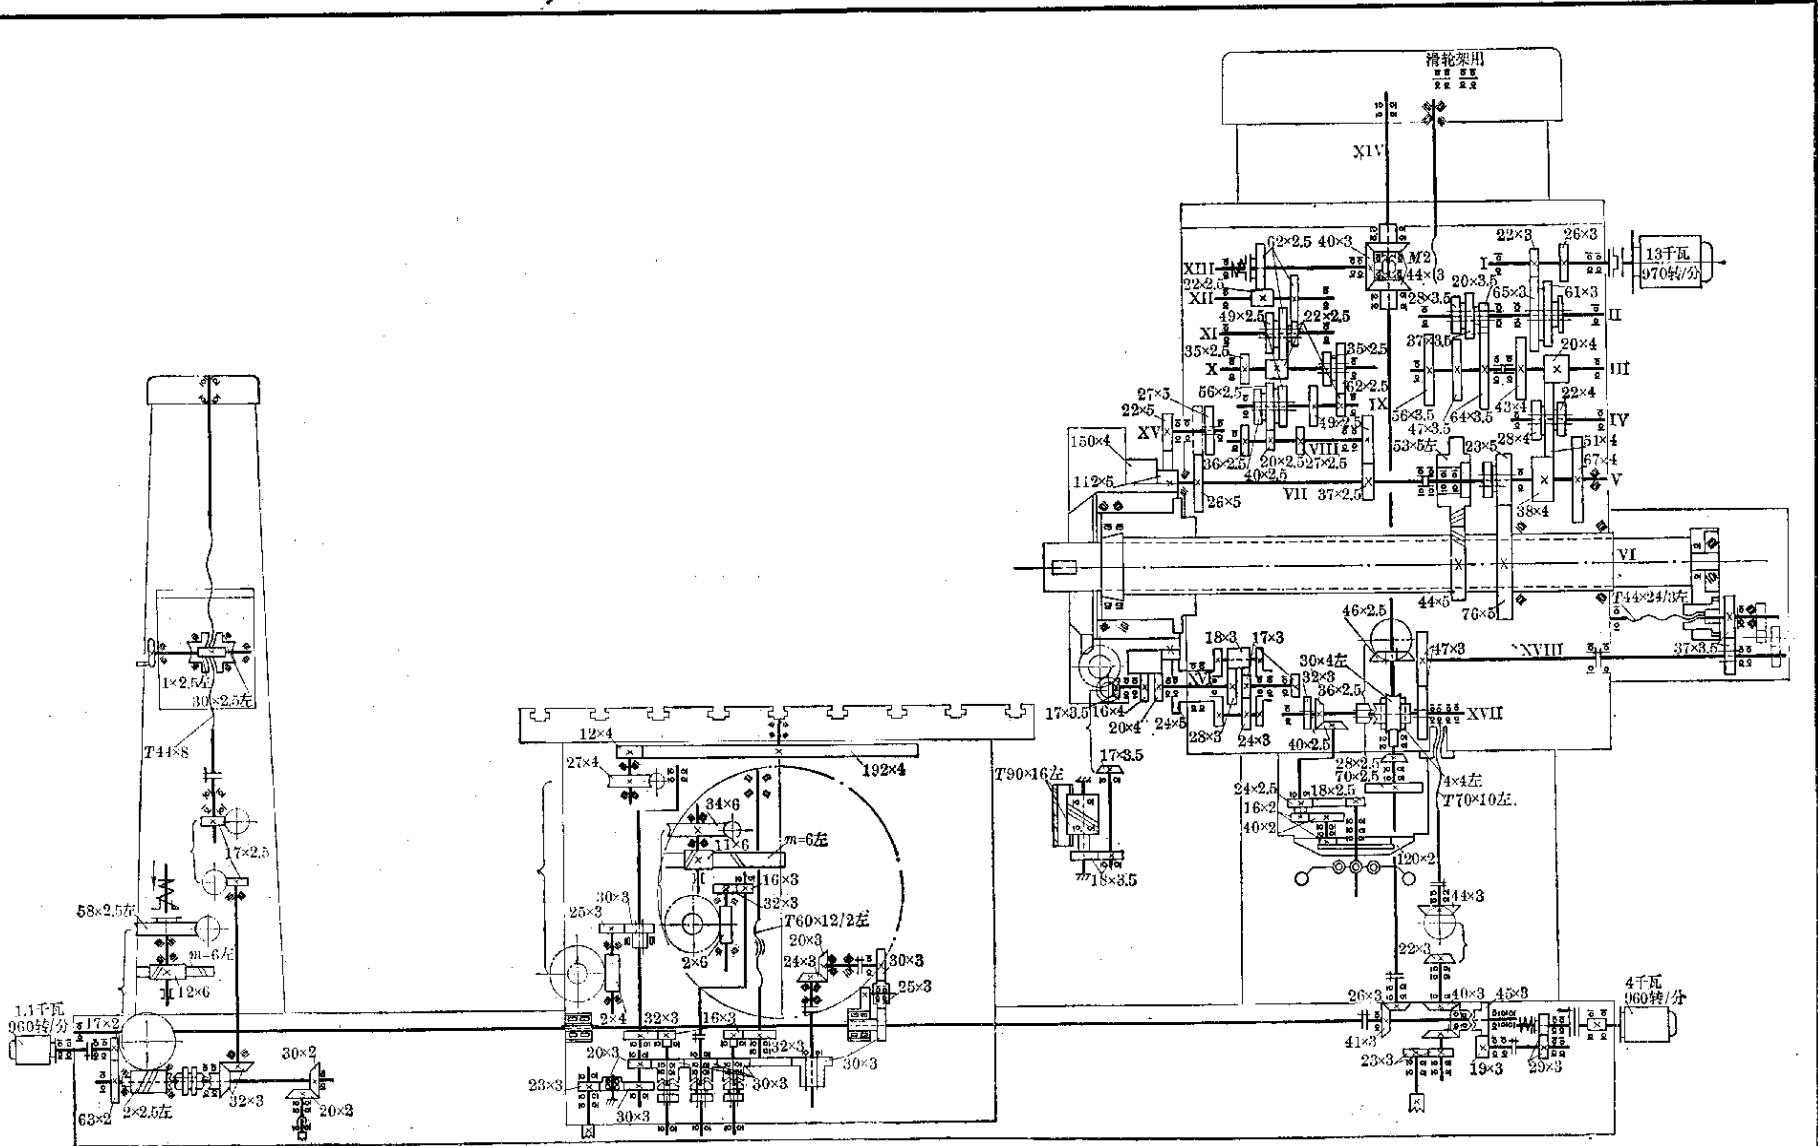 滑轮架用
XIV
62×2.5 40×3
22×3 26×3
XIII
M2
44×3
I
13千瓦
970转/分
22×2.5
XII
20×3.5
28×3.5 65×3 61×3
II
49×2.5 22×2.5
XI
37×3.5
20×4
35×2.5 35×2.5
X
III
56×2.5 62×2.5
27×3
IX
56×3.5 64×3.5 43×4 22×4
22×5
47×3.5
49×2.5
XV
IV
28×4
51×4
150×4
VIII
53×5左 23×5
36×2.5 20×2.5 27×2.5
67×4
40×2.5
112×5
26×5
VII 37×2.5
V
38×4
VI
44×5
76×5
T44×24/3左
46×2.5
18×3 17×3
47×3
XVIII
37×3.5
30×4左
32×3
36×2.5
XVI
XVII
17×3.5 16×4
20×4 24×5
28×3 24×3
40×2.5
1×2.5左
30×2.5左
T44×8
12×4
27×4
192×4
17×3.5
T90×16左
28×2.5
70×2.5
4×4左
T70×10左
24×2.5 18×2.5
16×2
40×2
34×6
11×6
m=6左
17×2.5
120×2
18×3.5
16×3
32×3
30×3
44×3
58×2.5左
25×3
T60×12/2左
20×3
22×3
m=6左
2×6
24×3
30×3
12×6
25×3
26×3
40×3 45×3
4千瓦
960转/分
1.1千瓦
960转/分
17×2
2×4
32×3 16×3
32×3
41×3
30×2
20×3
30×3
30×3
23×3
19×3 29×3
23×3
30×3
63×2 2×2.5左 32×3 20×2